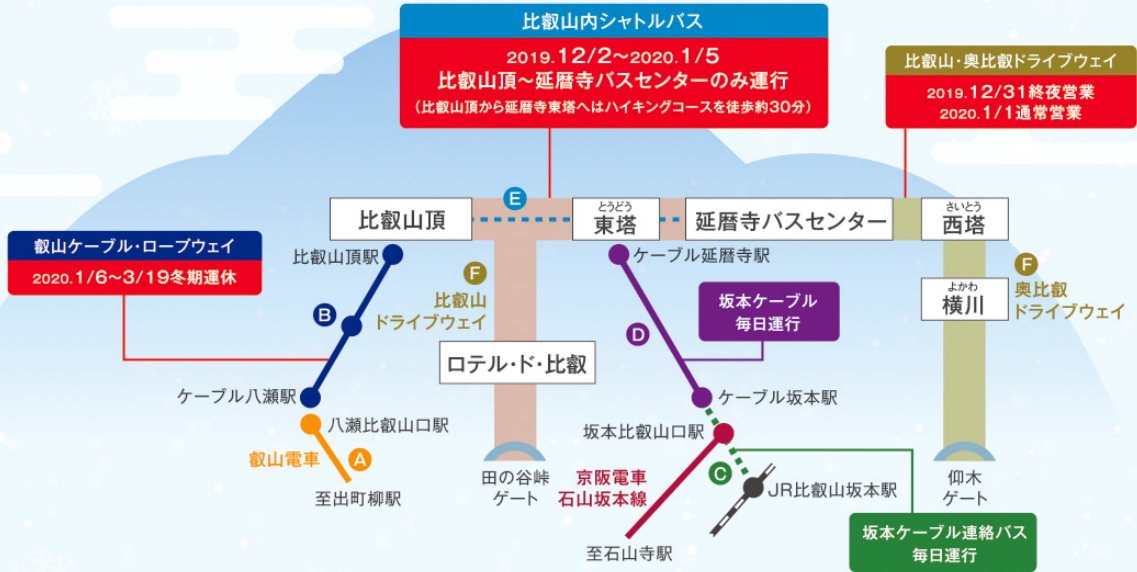 比叡山内シャトルバス
2019.12/2〜2020.1/5
比叡山頂〜延暦寺バスセンターのみ運行
(比叡山頂から延暦寺東塔へはハイキングコースを徒歩約30分)
比叡山・奥比叡ドライブウェイ
2019.12/31終夜営業
2020.1/1通常営業
E
比叡山頂
とうどう
東塔
延暦寺バスセンター
さいとう
西塔
叡山ケーブル・ロープウェイ
2020.1/6〜3/19冬期運休
比叡山頂駅
ケーブル延暦寺駅
F
比叡山
ドライブウェイ
F
奥比叡
ドライブウェイ
よかわ
横川
B
坂本ケーブル
毎日運行
D
ロテル・ド・比叡
ケーブル八瀬駅
ケーブル坂本駅
八瀬比叡山口駅
坂本比叡山口駅
叡山電車
A
C
京阪電車
石山坂本線
田の谷峠
ゲート
仰木
ゲート
至出町柳駅
JR比叡山坂本駅
至石山寺駅
坂本ケーブル連絡バス
毎日運行